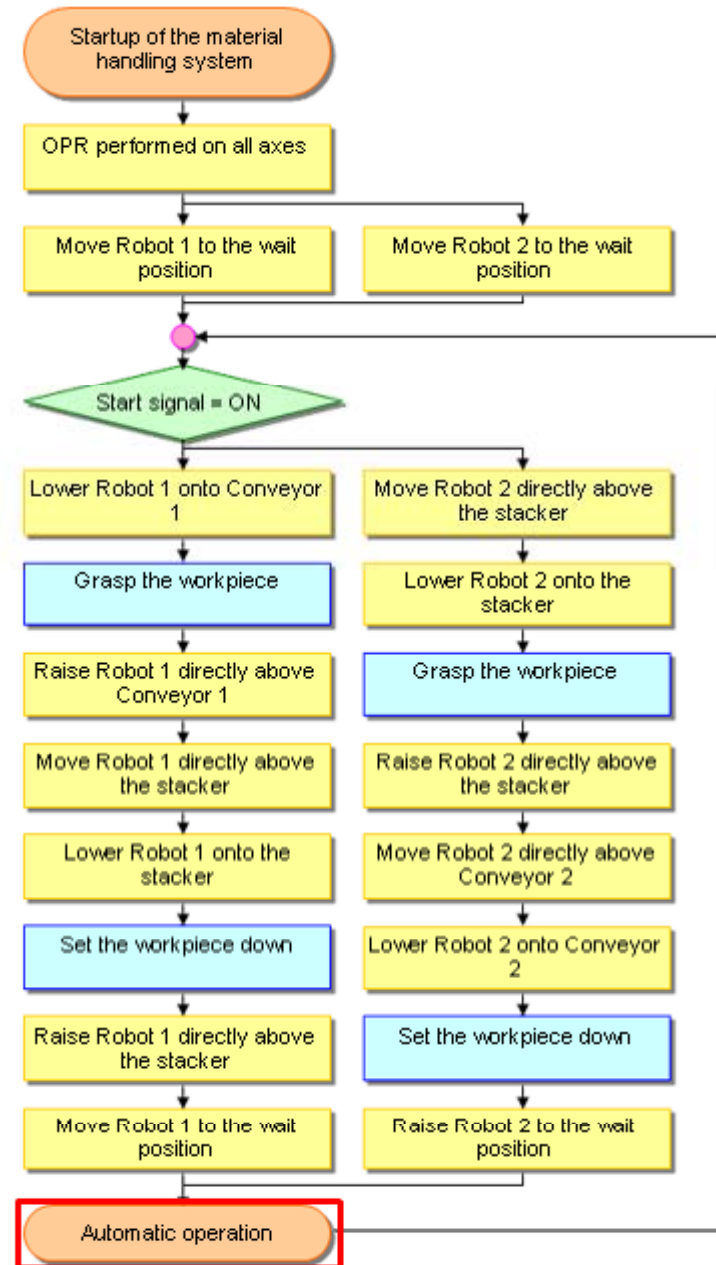 Startup of the material
handling system
OPR performed on all axes
Move Robot 1 to the wait
position
Move Robot 2 to the wait
position
Start signal = ON
Lower Robot 1 onto Conveyor
1
Move Robot 2 directly above
the stacker
Grasp the workpiece
Lower Robot 2 onto the
stacker
Raise Robot 1 directly above
Conveyor 1
Grasp the workpiece
Move Robot 1 directly above
the stacker
Raise Robot 2 directly above
the stacker
Lower Robot 1 onto the
stacker
Move Robot 2 directly above
Conveyor 2
Set the workpiece down
Lower Robot 2 onto Conveyor
2
Raise Robot 1 directly above
the stacker
Set the workpiece down
Move Robot 1 to the wait
position
Raise Robot 2 to the wait
position
Automatic operation